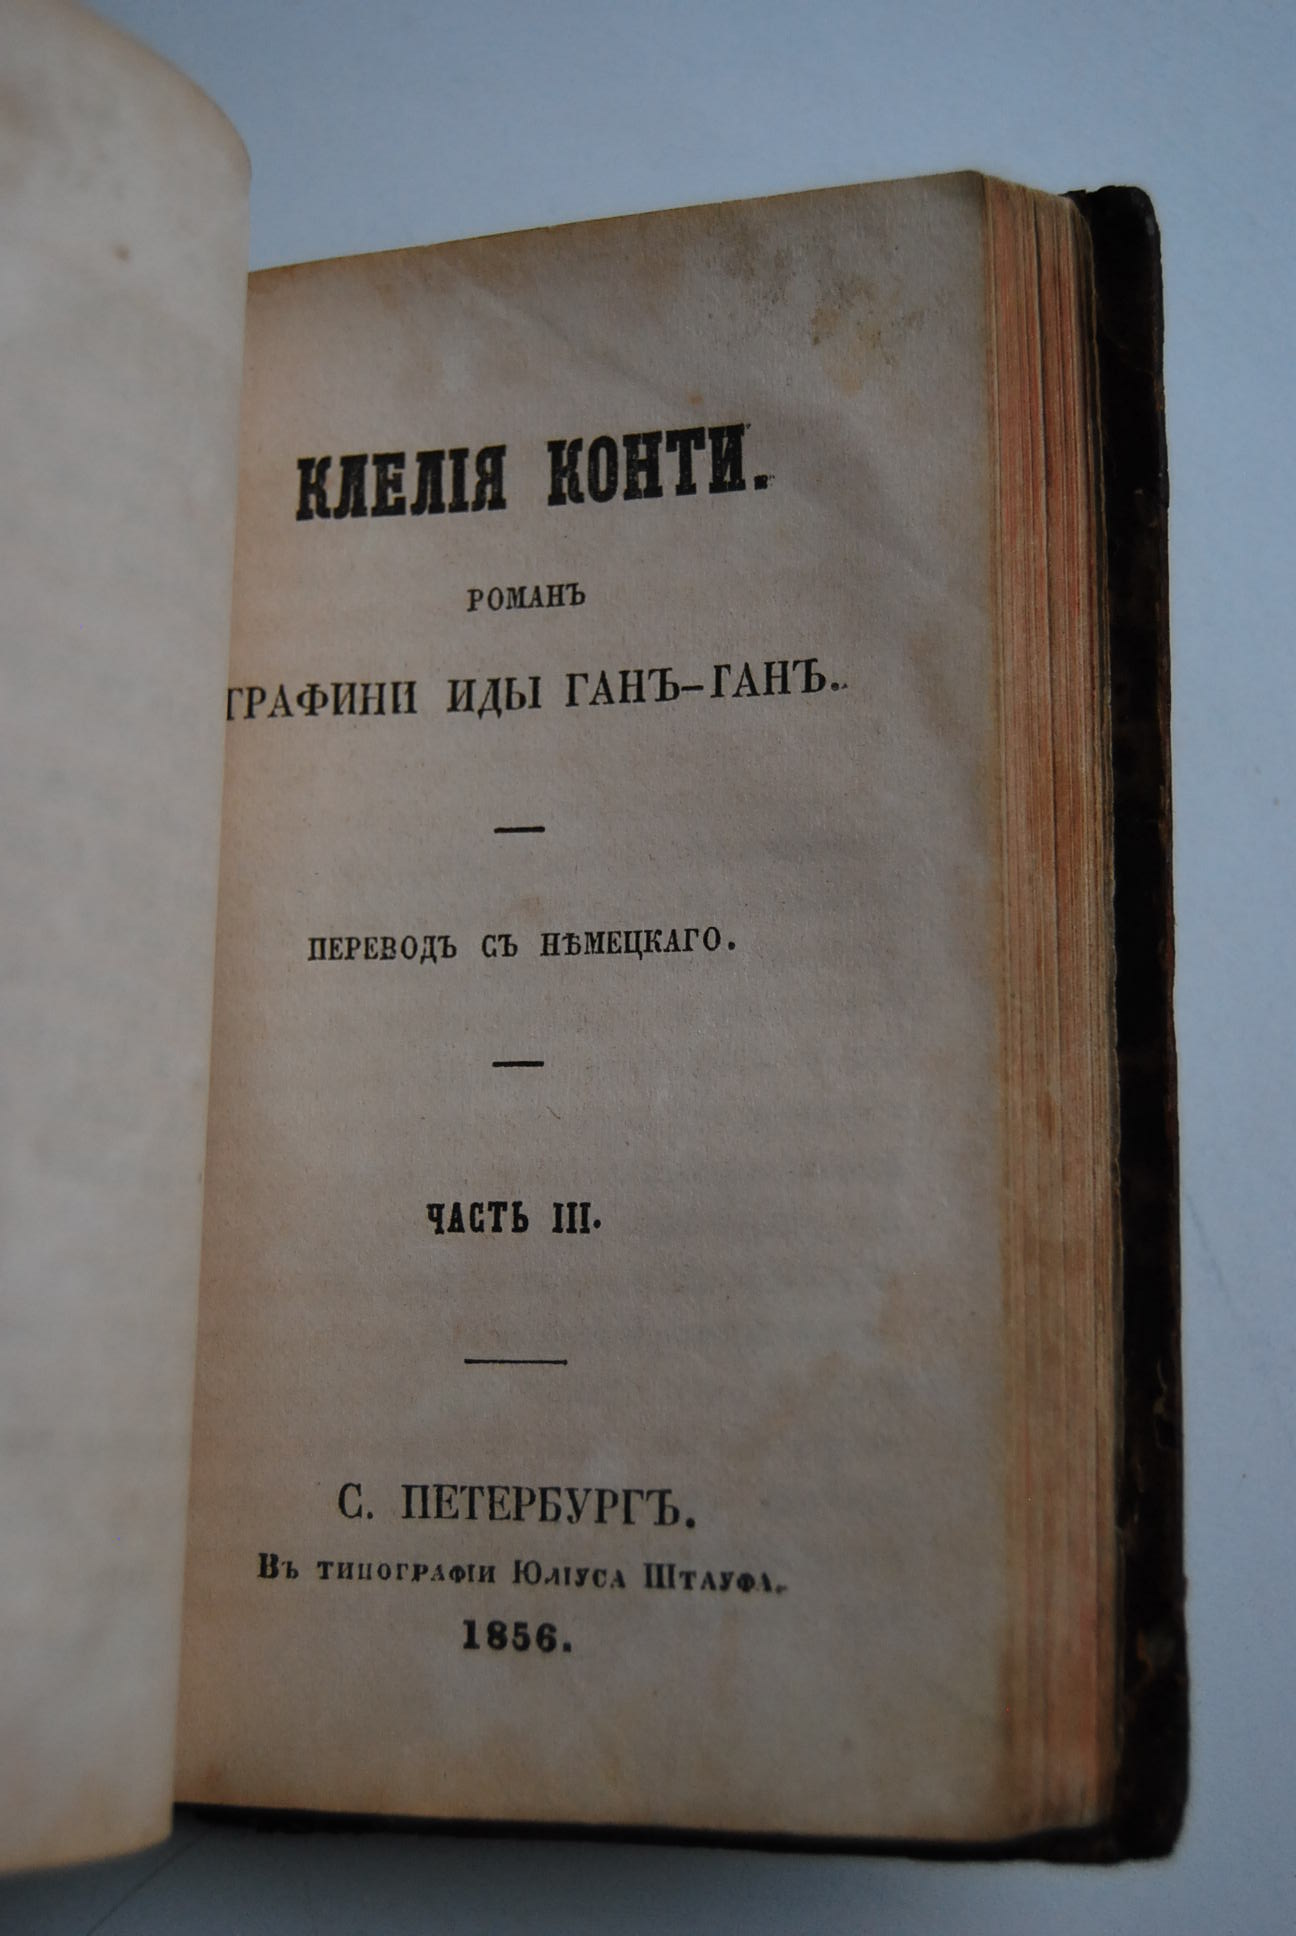 КЛЕЛІЯ КОНТИ.
РОМАНЪ
ГРАФИНИ ИДЫ ГАНЪ-ГАНЪ.
ПЕРЕВОДЪ СЪ НѢМЕЦКАГО.
ЧАСТЬ III.
С. ПЕТЕРБУРГЪ.
Въ типографіи Юліуса Штауфа.
1856.